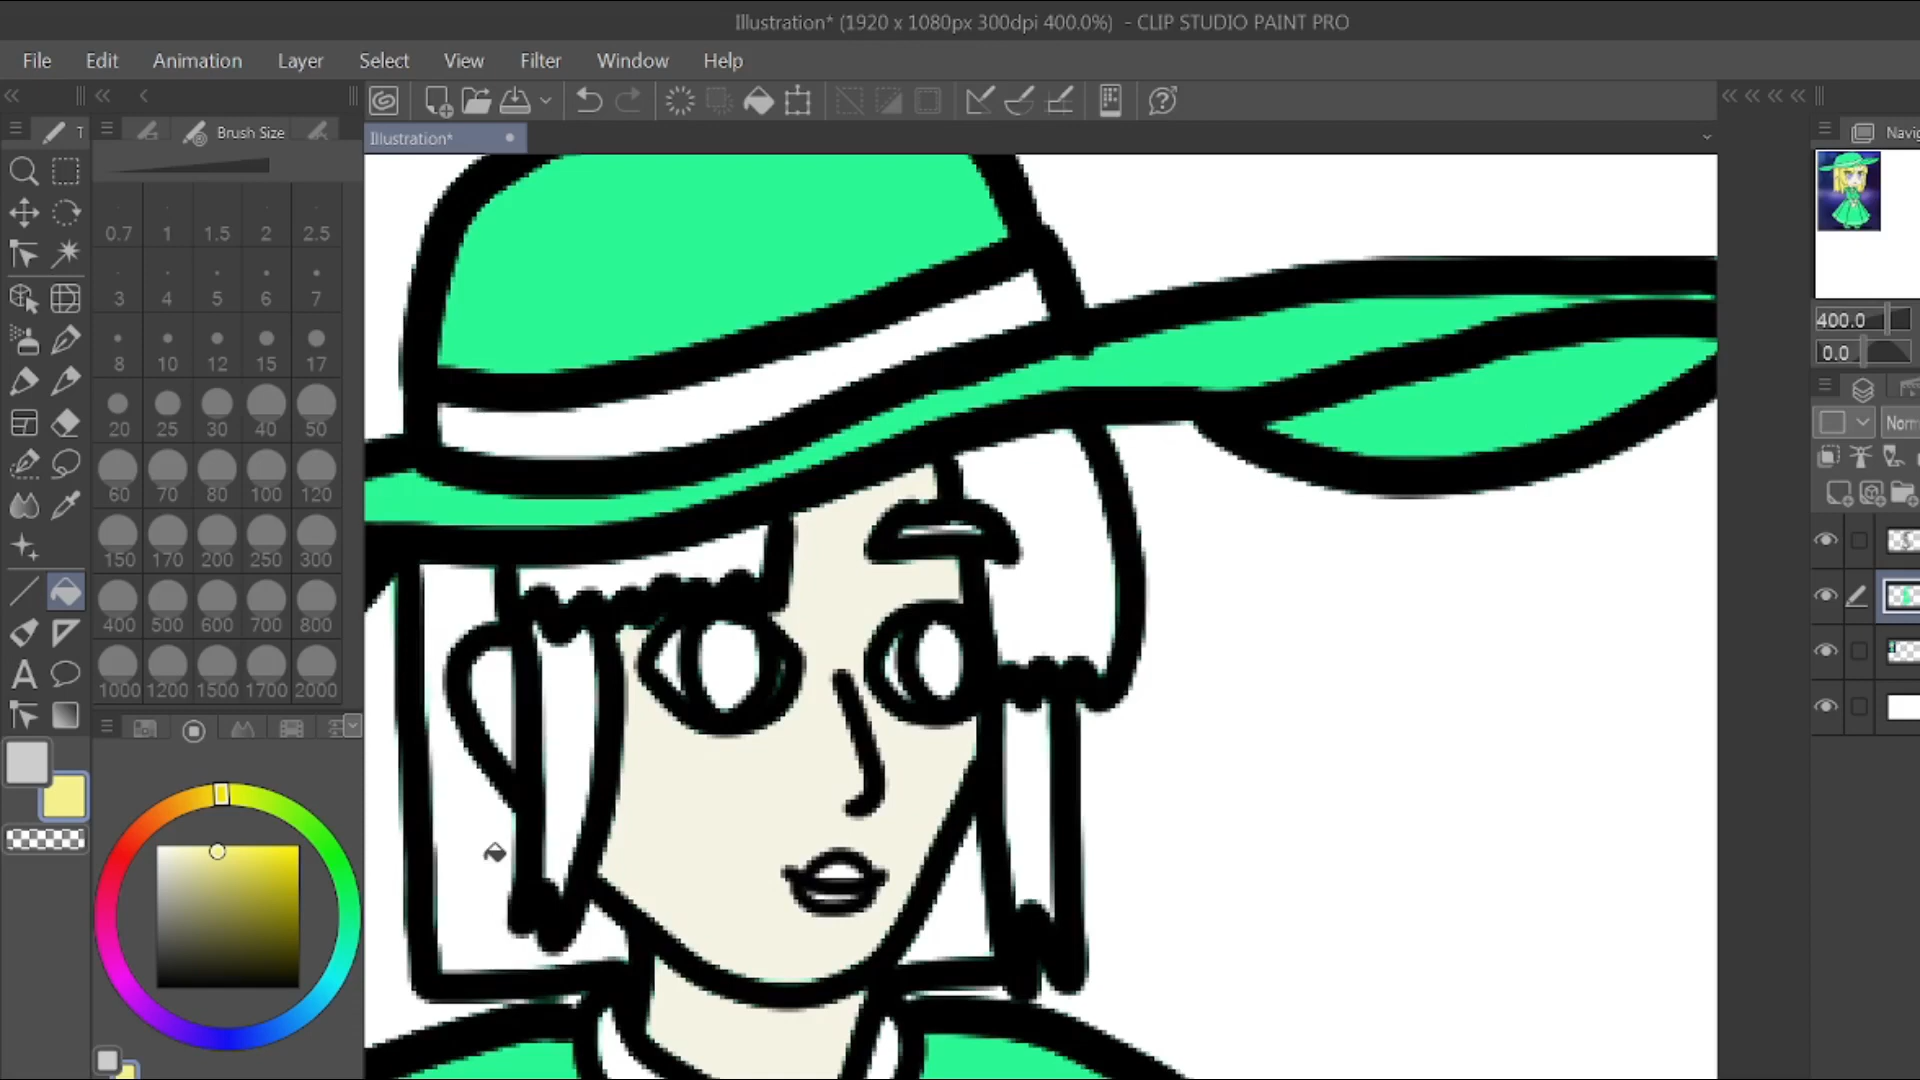 Illustration* (1920 x 1080px 300dpi 400.0%) - CLIP STUDIO PAINT PRO
File Edit Animation Layer Select View Filter Window Help
T Brush Size
Illustration*
Navig
0.7 1 1.5 2 2.5
3 4 5 6 7
8 10 12 15 17
20 25 30 40 50
60 70 80 100 120
150 170 200 250 300
400 500 600 700 800
1000 1200 1500 1700 2000
A
400.0
0.0
Norm